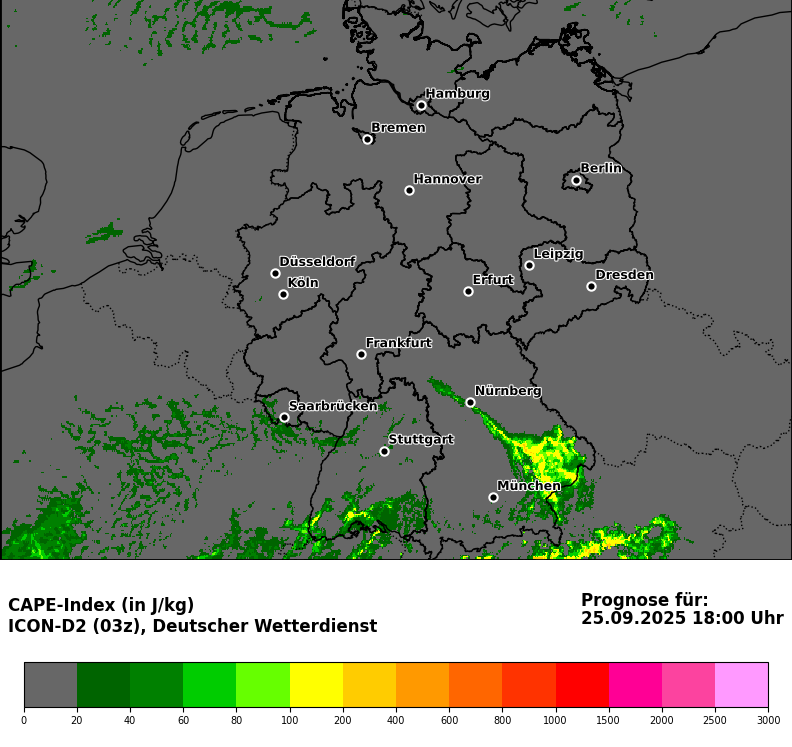 Hamburg
Bremen
Berlin
Hannover
Düsseldorf
Leipzig
Köln
Erfurt
Dresden
Frankfurt
Nürnberg
Saarbrücken
Stuttgart
München
CAPE-Index (in J/kg)
ICON-D2 (03z), Deutscher Wetterdienst
Prognose für:
25.09.2025 18:00 Uhr
0 20 40 60 80 100 200 400 600 800 1000 1500 2000 2500 3000